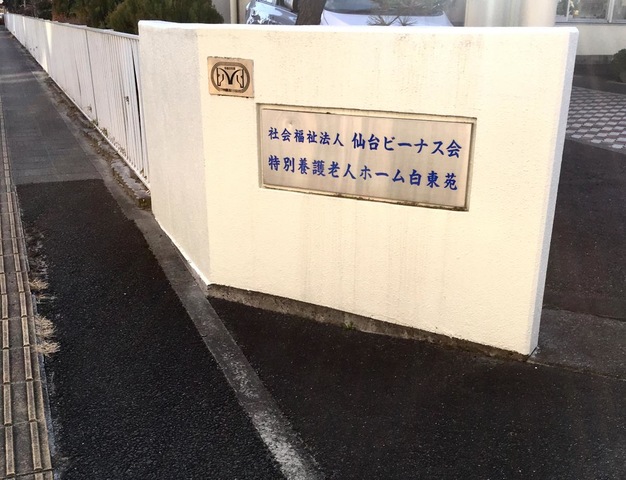 社会福祉法人 仙台ビーナス会
特別養護老人ホーム白東苑